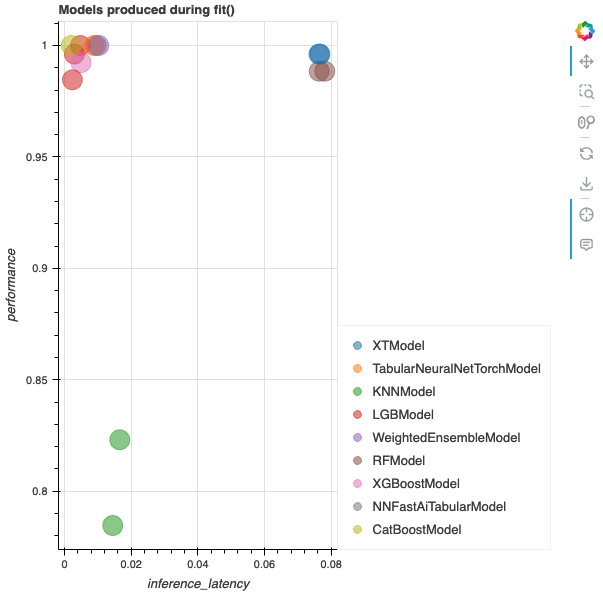 Models produced during fit()
1
0.95
0.9
0.85
0.8
performance
0
0.02
0.04
0.06
0.08
inference_latency
XTModel
TabularNeuralNetTorchModel
KNNModel
LGBModel
WeightedEnsembleModel
RFModel
XGBoostModel
NNFastAiTabularModel
CatBoostModel